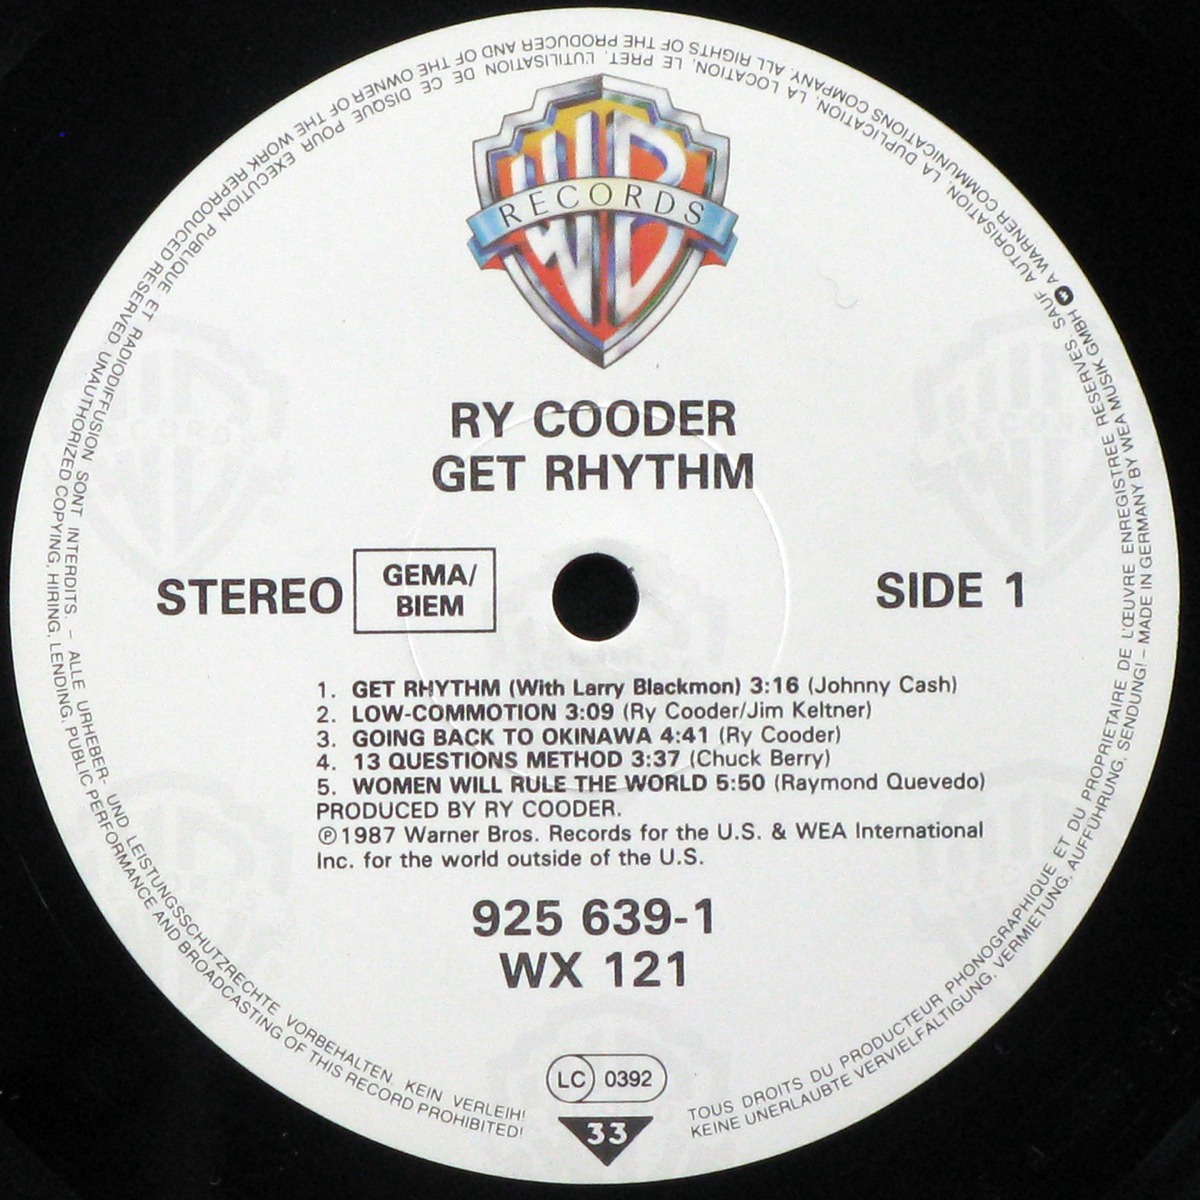 WB
RECORDS
RY COODER
GET RHYTHM
STEREO
GEMA/
BIEM
SIDE 1
1. GET RHYTHM (With Larry Blackmon) 3:16 (Johnny Cash)
2. LOW-COMMOTION 3:09 (Ry Cooder/Jim Keltner)
3. GOING BACK TO OKINAWA 4:41 (Ry Cooder)
4. 13 QUESTIONS METHOD 3:37 (Chuck Berry)
5. WOMEN WILL RULE THE WORLD 5:50 (Raymond Quevedo)
PRODUCED BY RY COODER.
Ⓟ1987 Warner Bros. Records for the U.S. & WEA International
Inc. for the world outside of the U.S.
925 639-1
WX 121
LC 0392
33
TOUS DROITS DU PRODUCTEUR PHONOGRAPHIQUE ET DU PROPRIETAIRE DE L'ŒUVRE ENREGISTREE RESERVES. SAUF AUTORISATION, LA DUPLICATION, LA LOCATION, LE PRET, L'UTILISATION DE CE DISQUE POUR EXECUTION PUBLIQUE ET RADIODIFFUSION SONT INTERDITS. – ALLE URHEBER- UND LEISTUNGSSCHUTZRECHTE VORBEHALTEN. KEIN VERLEIH!
KEINE UNERLAUBTE VERVIELFÄLTIGUNG, VERMIETUNG, AUFFÜHRUNG, SENDUNG! – MADE IN GERMANY BY WEA MUSIK GMBH A WARNER COMMUNICATIONS COMPANY. ALL RIGHTS OF THE PRODUCER AND OF THE OWNER OF THE WORK REPRODUCED RESERVED. UNAUTHORIZED COPYING, HIRING, LENDING, PUBLIC PERFORMANCE AND BROADCASTING OF THIS RECORD PROHIBITED!